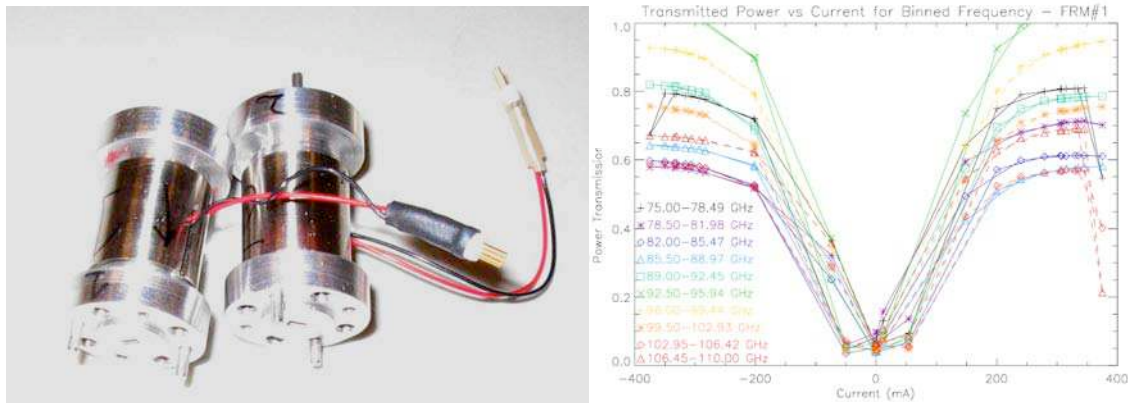 Transmitted Power vs Current for Binned Frequency - FRM#1
1.0
0.8
0.6
0.4
0.2
0.0
Power Transmission
75.00-78.49 GHz
78.50-81.98 GHz
82.00-85.47 GHz
85.50-88.97 GHz
89.00-92.45 GHz
92.50-95.94 GHz
99.50-102.93 GHz
102.95-106.42 GHz
106.45-110.00 GHz
-400
-200
0
200
400
Current (mA)